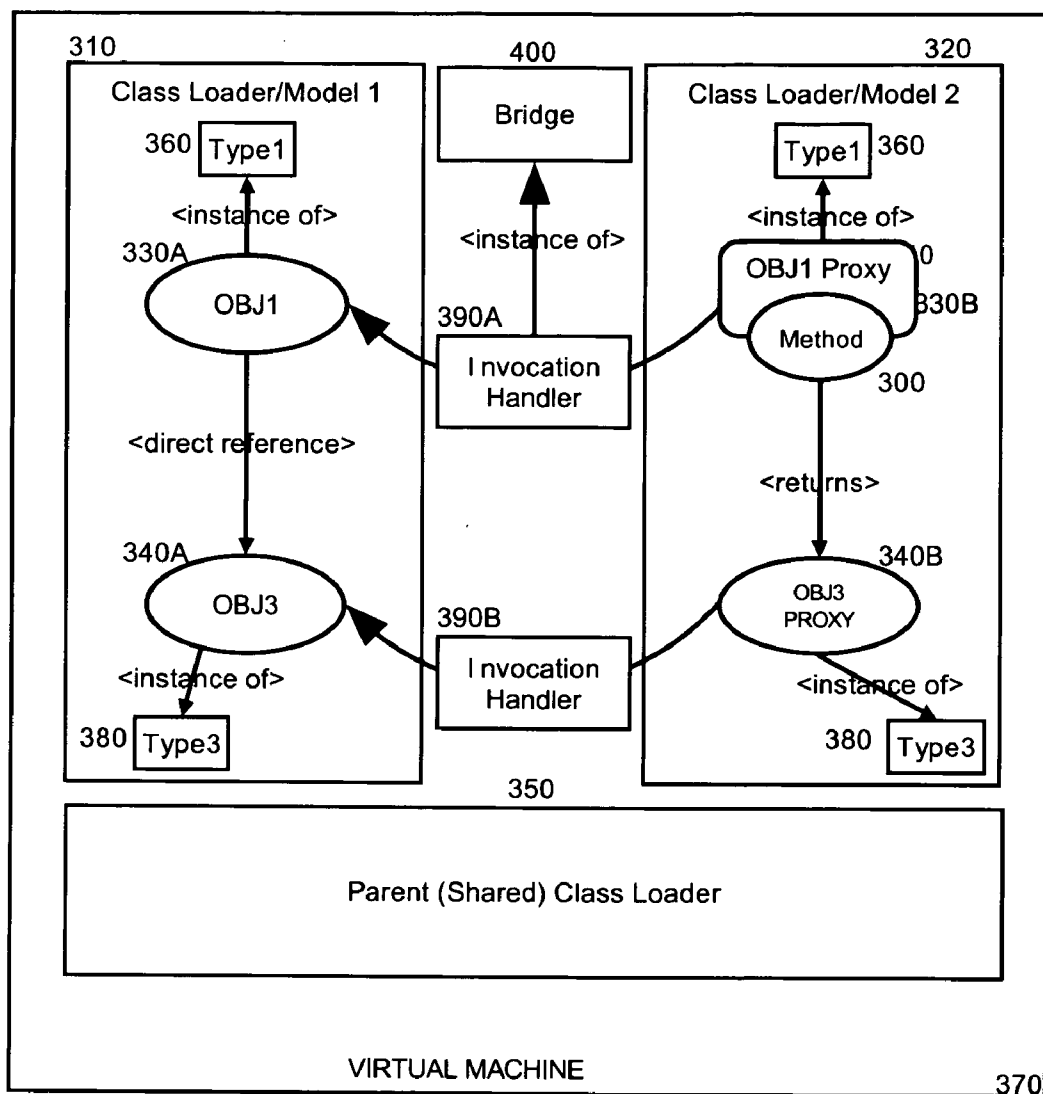 310
400
320
Class Loader/Model 1
Bridge
Class Loader/Model 2
360
Type1
Type1
360
<instance of>
<instance of>
<instance of>
330A
OBJ1
OBJ1 Proxy
330B
390A
Invocation
Handler
Method
300
<direct reference>
<returns>
340A
OBJ3
340B
OBJ3
PROXY
390B
Invocation
Handler
<instance of>
<instance of>
380
Type3
380
Type3
350
Parent (Shared) Class Loader
VIRTUAL MACHINE
370